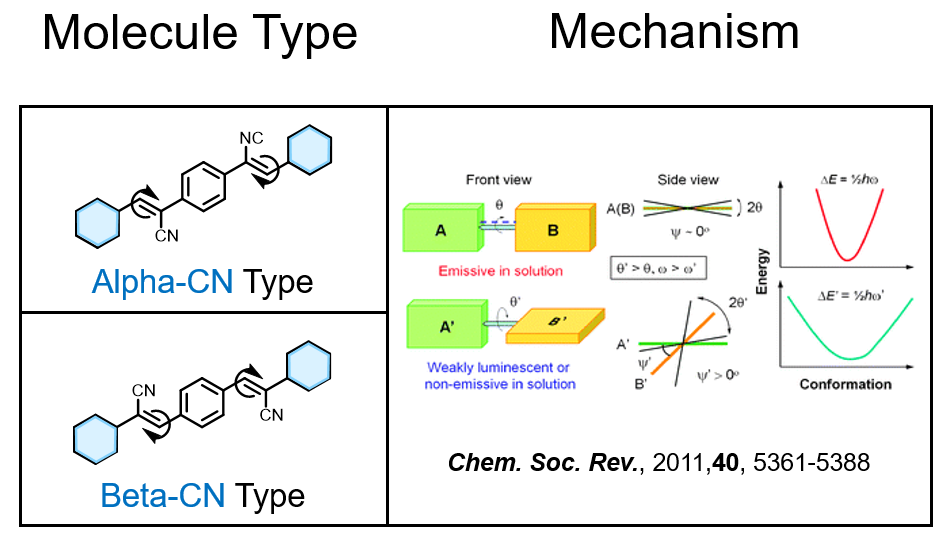 Molecule Type
Mechanism
NC
CN
Alpha-CN Type
CN
CN
Beta-CN Type
Front view
Side view
θ
A
B
Emissive in solution
A(B)
2θ
ψ ~ 0º
θ' > θ, ω > ω'
θ'
A'
B'
Weakly luminescent or
non-emissive in solution
2θ'
A'
ψ'
B'
ψ' > 0º
ΔE = ½ħω
Energy
ΔE' = ½ħω'
Conformation
Chem. Soc. Rev., 2011,40, 5361-5388